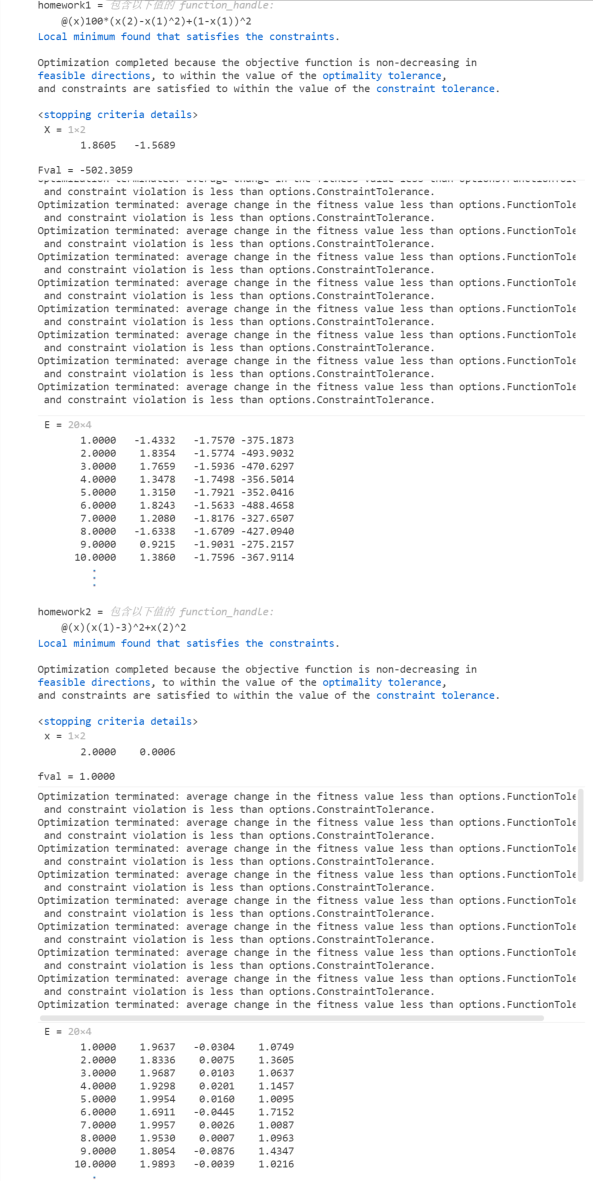 homework1 = 包含以下值的 function_handle:
@(x)100*(x(2)-x(1)^2)+(1-x(1))^2
Local minimum found that satisfies the constraints.
Optimization completed because the objective function is non-decreasing in
feasible directions, to within the value of the optimality tolerance,
and constraints are satisfied to within the value of the constraint tolerance.
<stopping criteria details>
X = 1×2
1.8605 -1.5689
Fval = -502.3059
Optimization terminated: average change in the fitness value less than options.FunctionTole
and constraint violation is less than options.ConstraintTolerance.
Optimization terminated: average change in the fitness value less than options.FunctionTole
and constraint violation is less than options.ConstraintTolerance.
Optimization terminated: average change in the fitness value less than options.FunctionTole
and constraint violation is less than options.ConstraintTolerance.
Optimization terminated: average change in the fitness value less than options.FunctionTole
and constraint violation is less than options.ConstraintTolerance.
Optimization terminated: average change in the fitness value less than options.FunctionTole
and constraint violation is less than options.ConstraintTolerance.
Optimization terminated: average change in the fitness value less than options.FunctionTole
and constraint violation is less than options.ConstraintTolerance.
Optimization terminated: average change in the fitness value less than options.FunctionTole
and constraint violation is less than options.ConstraintTolerance.
Optimization terminated: average change in the fitness value less than options.FunctionTole
and constraint violation is less than options.ConstraintTolerance.
Optimization terminated: average change in the fitness value less than options.FunctionTole
and constraint violation is less than options.ConstraintTolerance.
E = 20×4
1.0000 -1.4332 -1.7570 -375.1873
2.0000 1.8354 -1.5774 -493.9032
3.0000 1.7659 -1.5936 -470.6297
4.0000 1.3478 -1.7498 -356.5014
5.0000 1.3150 -1.7921 -352.0416
6.0000 1.8243 -1.5633 -488.4658
7.0000 1.2080 -1.8176 -327.6507
8.0000 -1.6338 -1.6709 -427.0940
9.0000 0.9215 -1.9031 -275.2157
10.0000 1.3860 -1.7596 -367.9114
homework2 = 包含以下值的 function_handle:
@(x)(x(1)-3)^2+x(2)^2
Local minimum found that satisfies the constraints.
Optimization completed because the objective function is non-decreasing in
feasible directions, to within the value of the optimality tolerance,
and constraints are satisfied to within the value of the constraint tolerance.
<stopping criteria details>
x = 1×2
2.0000 0.0006
fval = 1.0000
Optimization terminated: average change in the fitness value less than options.FunctionTole
and constraint violation is less than options.ConstraintTolerance.
Optimization terminated: average change in the fitness value less than options.FunctionTole
and constraint violation is less than options.ConstraintTolerance.
Optimization terminated: average change in the fitness value less than options.FunctionTole
and constraint violation is less than options.ConstraintTolerance.
Optimization terminated: average change in the fitness value less than options.FunctionTole
and constraint violation is less than options.ConstraintTolerance.
Optimization terminated: average change in the fitness value less than options.FunctionTole
and constraint violation is less than options.ConstraintTolerance.
Optimization terminated: average change in the fitness value less than options.FunctionTole
and constraint violation is less than options.ConstraintTolerance.
Optimization terminated: average change in the fitness value less than options.FunctionTole
and constraint violation is less than options.ConstraintTolerance.
Optimization terminated: average change in the fitness value less than options.FunctionTole
and constraint violation is less than options.ConstraintTolerance.
Optimization terminated: average change in the fitness value less than options.FunctionTole
E = 20×4
1.0000 1.9637 -0.0304 1.0749
2.0000 1.8336 0.0075 1.3605
3.0000 1.9687 0.0103 1.0637
4.0000 1.9298 0.0201 1.1457
5.0000 1.9954 0.0160 1.0095
6.0000 1.6911 -0.0445 1.7152
7.0000 1.9957 0.0026 1.0087
8.0000 1.9530 0.0007 1.0963
9.0000 1.8054 -0.0876 1.4347
10.0000 1.9893 -0.0039 1.0216